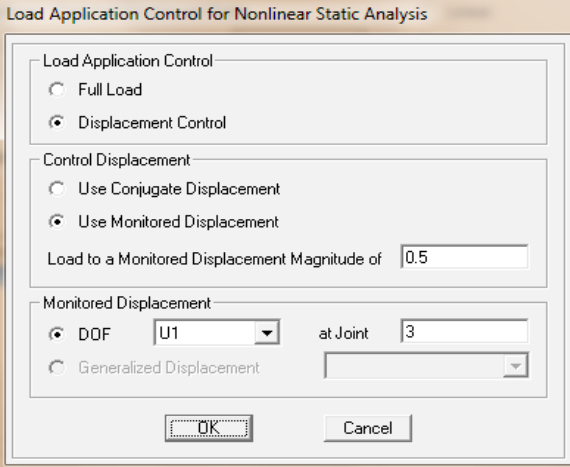 Load Application Control for Nonlinear Static Analysis
Load Application Control
Full Load
Displacement Control
Control Displacement
Use Conjugate Displacement
Use Monitored Displacement
Load to a Monitored Displacement Magnitude of 0.5
Monitored Displacement
DOF U1 at Joint 3
Generalized Displacement
OK Cancel